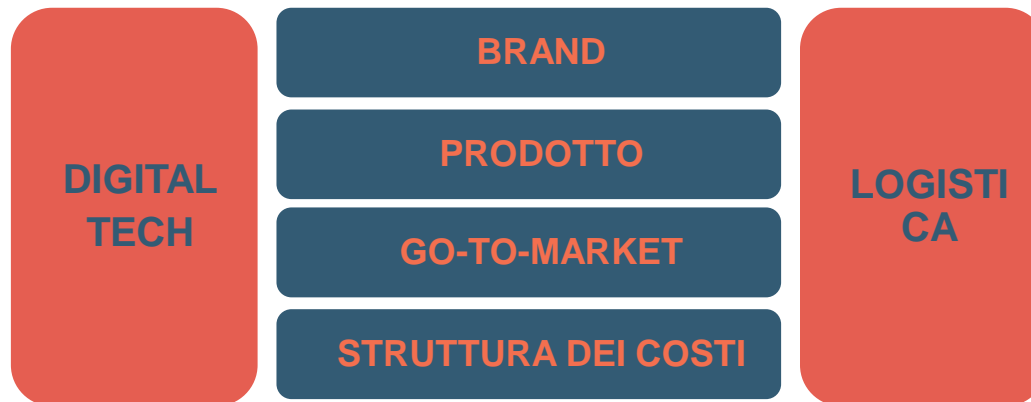 DIGITAL
TECH
BRAND
PRODOTTO
GO-TO-MARKET
STRUTTURA DEI COSTI
LOGISTI
CA